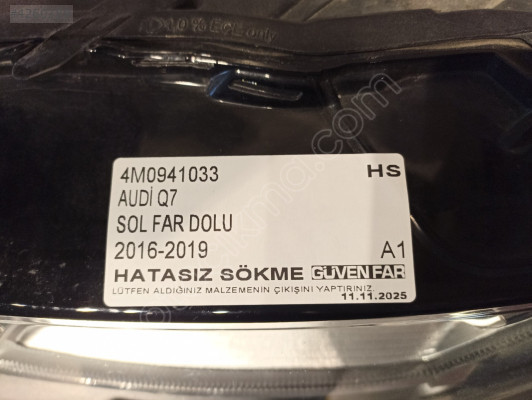 4M0941033 HS
AUDİ Q7
SOL FAR DOLU
2016-2019 A1
HATASIZ SÖKME GÜVEN FAR
LÜTFEN ALDIĞINIZ MALZEMENİN ÇIKIŞINI YAPTIRINIZ.
11.11.2025